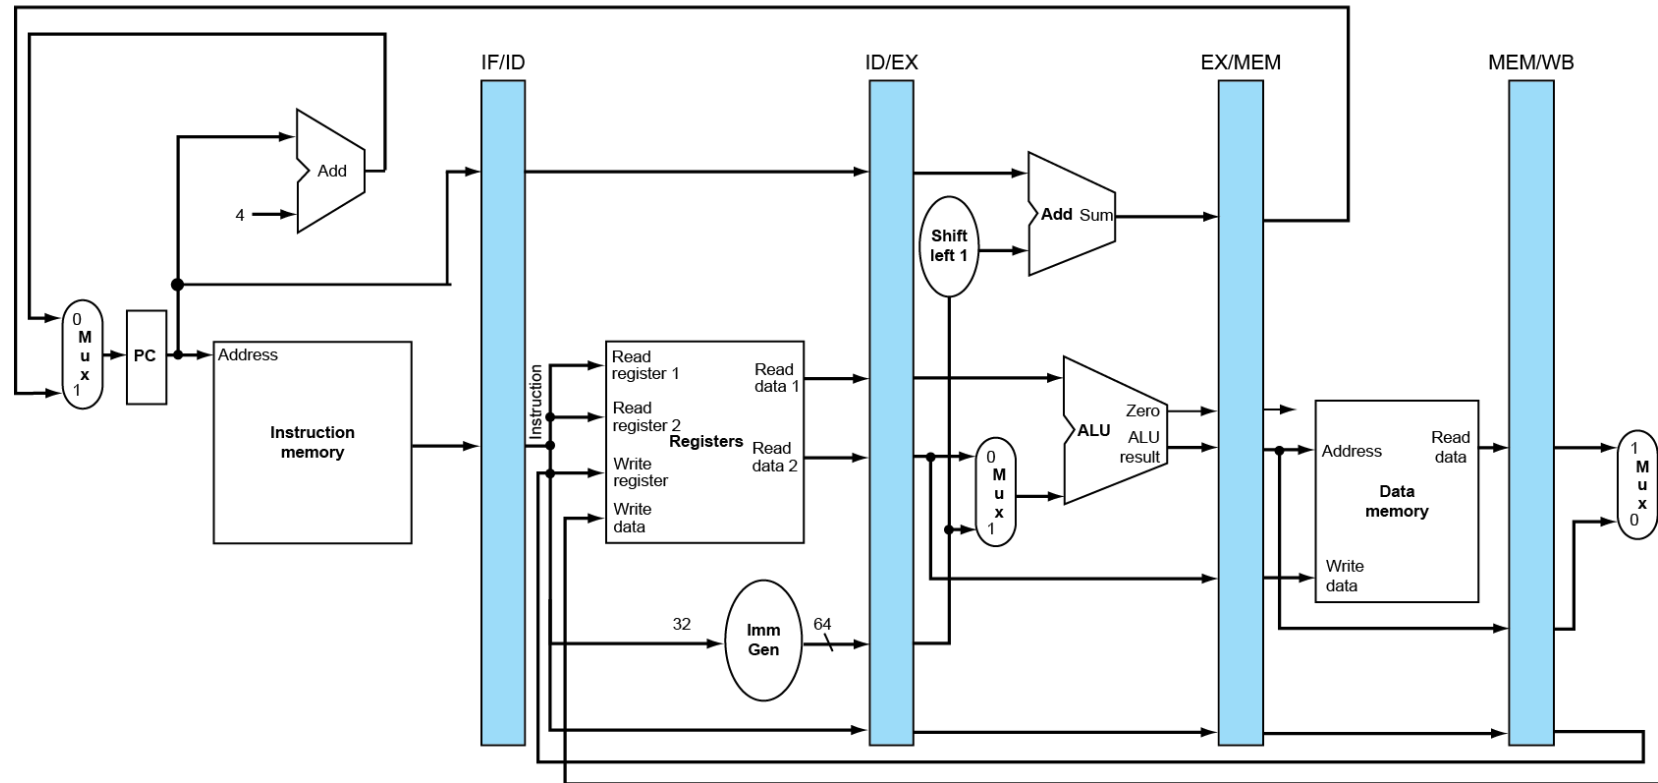 IF/ID
ID/EX
EX/MEM
MEM/WB
Add
4
Shift
left 1
Add Sum
0
M
u
x
1
PC
Address
Instruction
memory
Instruction
Read
register 1
Read
register 2
Write
register
Write
data
Registers
Read
data 1
Read
data 2
32
Imm
Gen
64
0
M
u
x
1
ALU
Zero
ALU
result
Address
Read
data
Data
memory
Write
data
1
M
u
x
0